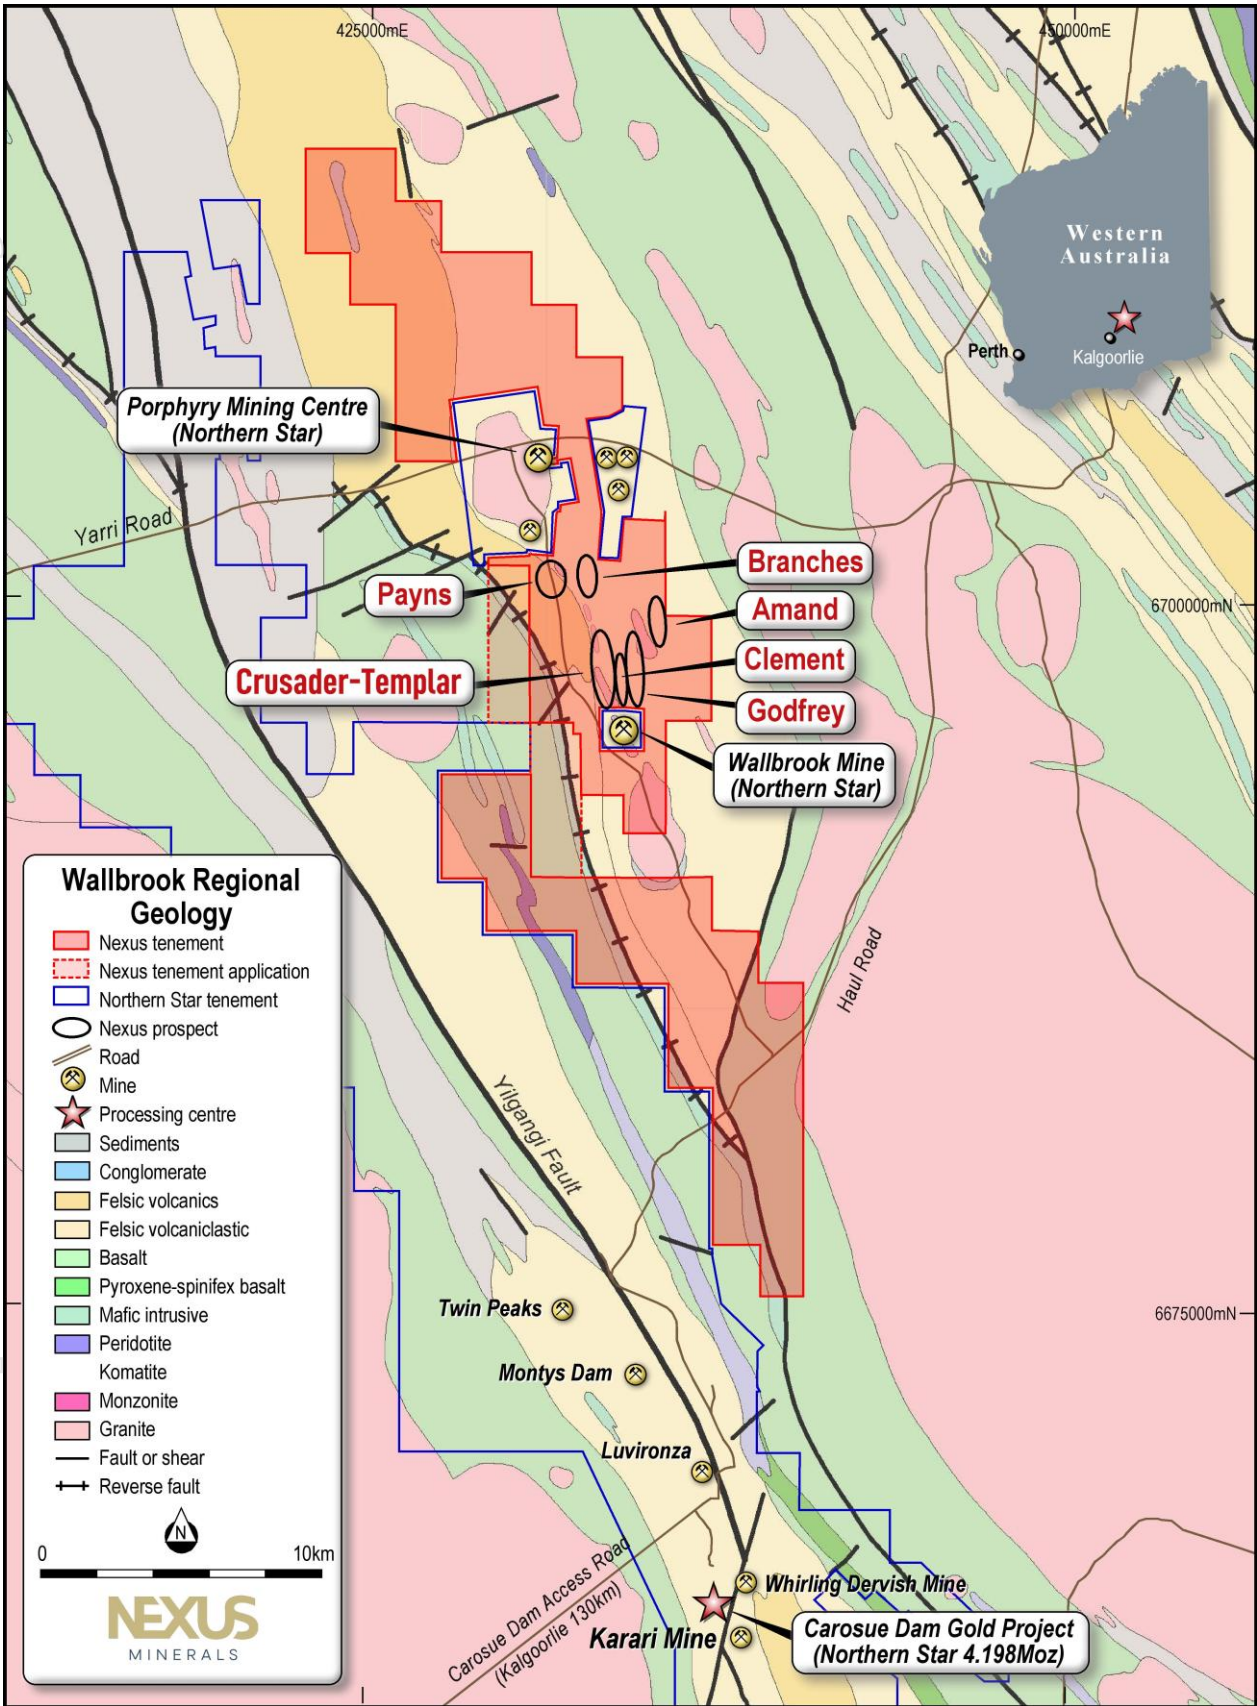 425000mE
450000mE
Western
Australia
Perth
Kalgoorlie
Porphyry Mining Centre
(Northern Star)
Yarri Road
Branches
Payns
Amand
6700000mN
Clement
Crusader-Templar
Godfrey
Wallbrook Mine
(Northern Star)
Haul Road
Yilgangi Fault
Wallbrook Regional
Geology
Nexus tenement
Nexus tenement application
Northern Star tenement
Nexus prospect
Road
Mine
Processing centre
Sediments
Conglomerate
Felsic volcanics
Felsic volcaniclastic
Basalt
Pyroxene-spinifex basalt
Mafic intrusive
Peridotite
Komatite
Monzonite
Granite
Fault or shear
Reverse fault
N
0 10km
NEXUS
MINERALS
Twin Peaks
6675000mN
Montys Dam
Luvironza
Carosue Dam Access Road
(Kalgoorlie 130km)
Whirling Dervish Mine
Karari Mine
Carosue Dam Gold Project
(Northern Star 4.198Moz)